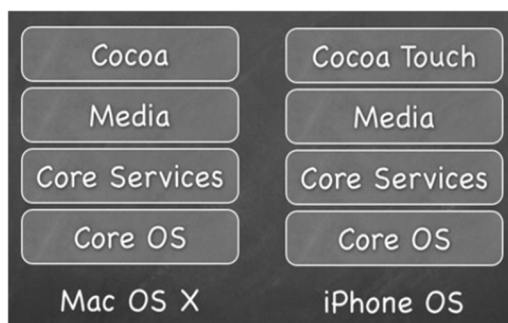 Cocoa
Media
Core Services
Core OS
Mac OS X
Cocoa Touch
Media
Core Services
Core OS
iPhone OS